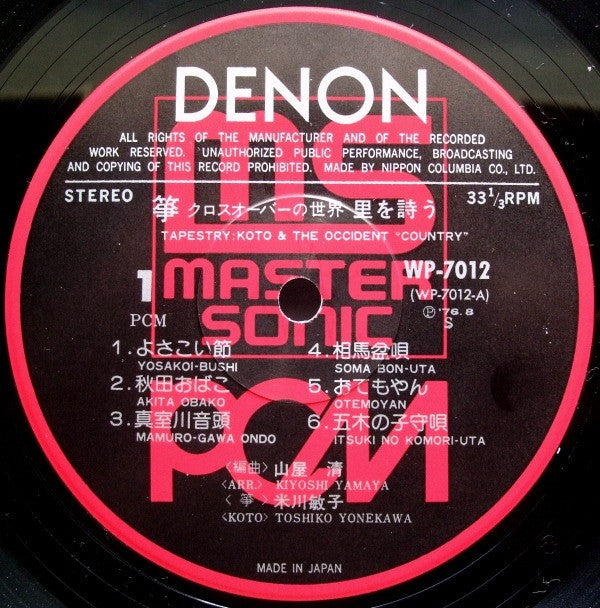 DENON
ALL RIGHTS OF THE MANUFACTURER AND OF THE RECORDED
WORK RESERVED. UNAUTHORIZED PUBLIC PERFORMANCE, BROADCASTING
AND COPYING OF THIS RECORD PROHIBITED. MADE BY NIPPON COLUMBIA CO., LTD.
ms
STEREO 箏 クロスオーバーの世界 里を詩う 33 1/3 RPM
TAPESTRY:KOTO & THE OCCIDENT "COUNTRY"
MASTER SONIC
1 WP-7012
(WP-7012-A)
℗'76.8
PCM S
1. よさこい節
YOSAKOI-BUSHI
2. 秋田おばこ
AKITA OBAKO
3. 真室川音頭
MAMURO-GAWA ONDO
4. 相馬盆唄
SOMA BON-UTA
5. おてもやん
OTEMOYAN
6. 五木の子守唄
ITSUKI NO KOMORI-UTA
PCM
〈編曲〉山屋 清
〈ARR.〉 KIYOSHI YAMAYA
〈箏〉米川敏子
〈KOTO〉 TOSHIKO YONEKAWA
MADE IN JAPAN